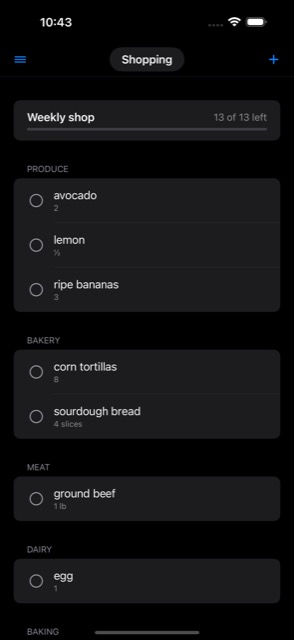 10:43
Shopping
Weekly shop
13 of 13 left
PRODUCE
avocado
2
lemon
½
ripe bananas
3
BAKERY
corn tortillas
8
sourdough bread
4 slices
MEAT
ground beef
1 lb
DAIRY
egg
1
BAKING